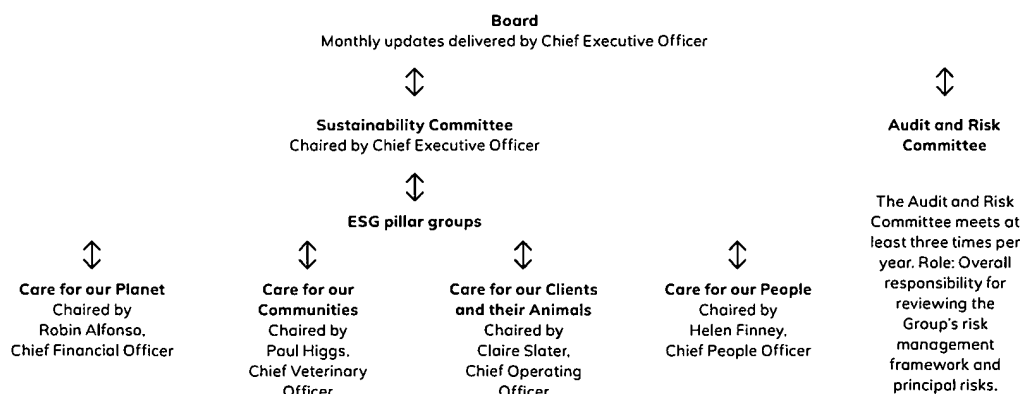 Board
Monthly updates delivered by Chief Executive Officer
Sustainability Committee
Chaired by Chief Executive Officer
Audit and Risk
Committee
ESG pillar groups
Care for our Planet
Chaired by
Robin Alfonso,
Chief Financial Officer
Care for our
Communities
Chaired by
Paul Higgs,
Chief Veterinary
Officer
Care for our Clients
and their Animals
Chaired by
Claire Slater,
Chief Operating
Officer
Care for our People
Chaired by
Helen Finney,
Chief People Officer
The Audit and Risk
Committee meets at
least three times per
year. Role: Overall
responsibility for
reviewing the
Group's risk
management
framework and
principal risks.